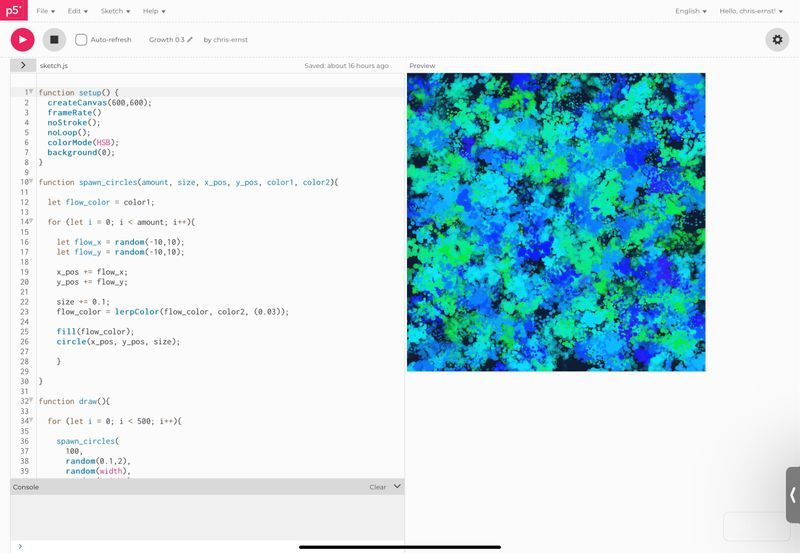 p5* File Edit Sketch Help English Hello, chris-ernst!
Auto-refresh Growth 0.3 by chris-ernst
> sketch.js Saved: about 16 hours ago Preview
1 function setup() {
2 createCanvas(600,600);
3 frameRate()
4 noStroke();
5 noLoop();
6 colorMode(HSB);
7 background(0);
8 }
9
10 function spawn_circles(amount, size, x_pos, y_pos, color1, color2){
11
12 let flow_color = color1;
13
14 for (let i = 0; i < amount; i++){
15
16 let flow_x = random(-10,10);
17 let flow_y = random(-10,10);
18
19 x_pos += flow_x;
20 y_pos += flow_y;
21
22 size += 0.1;
23 flow_color = lerpColor(flow_color, color2, (0.03));
24
25 fill(flow_color);
26 circle(x_pos, y_pos, size);
27
28 }
29
30 }
31
32 function draw(){
33
34 for (let i = 0; i < 500; i++){
35
36 spawn_circles(
37 100,
38 random(0.1,2),
39 random(width),
Console Clear
>